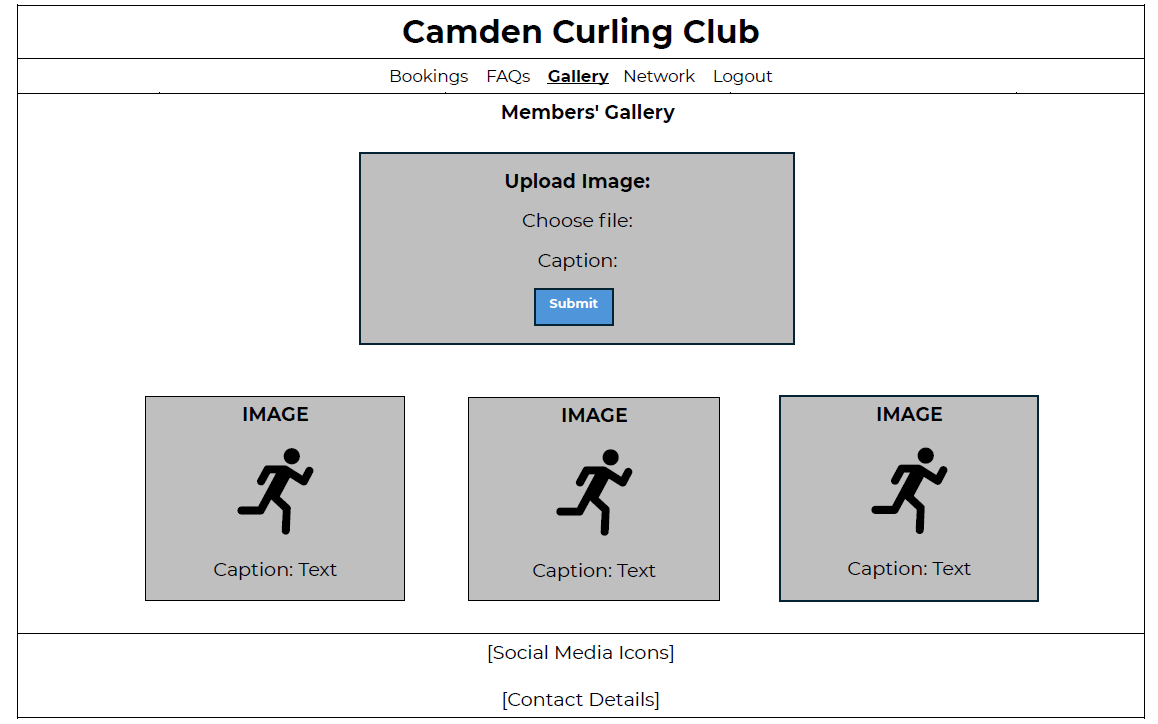 Camden Curling Club
Bookings FAQs Gallery Network Logout
Members' Gallery
Upload Image:
Choose file:
Caption:
Submit
IMAGE IMAGE IMAGE
Caption: Text Caption: Text Caption: Text
[Social Media Icons]
[Contact Details]